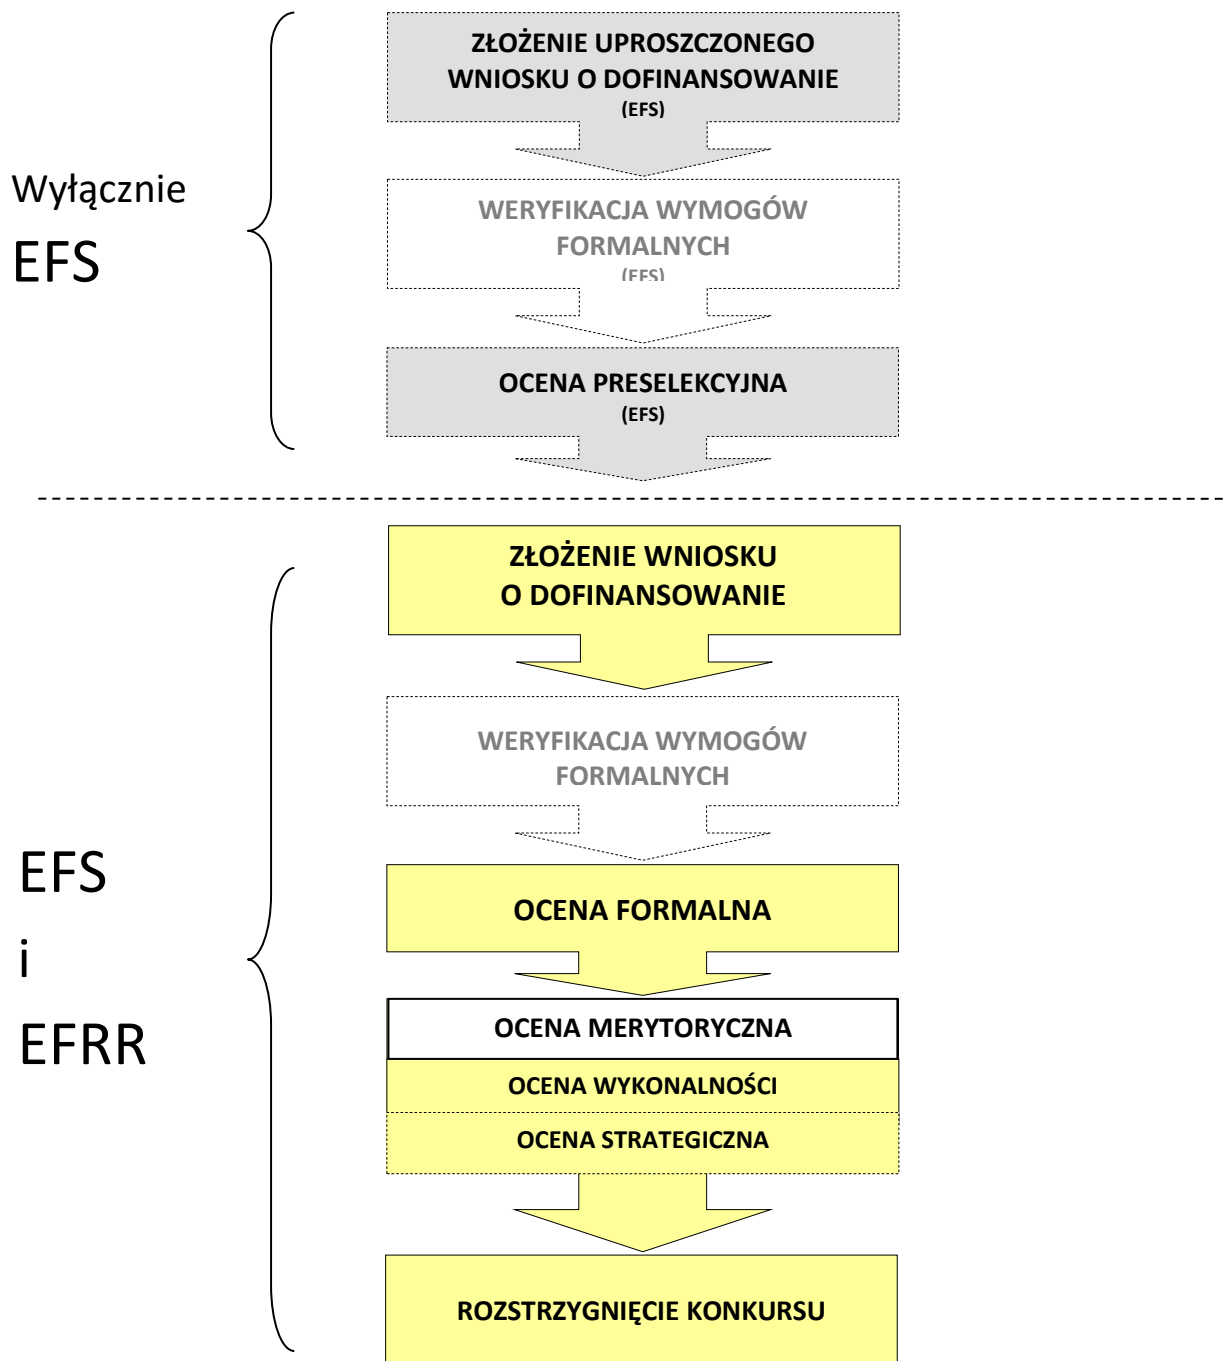 ZŁOŻENIE UPROSZCZONEGO
WNIOSKU O DOFINANSOWANIE
(EFS)
Wyłącznie
EFS
WERYFIKACJA WYMOGÓW
FORMALNYCH
(EFS)
OCENA PRESELEKCYJNA
(EFS)
ZŁOŻENIE WNIOSKU
O DOFINANSOWANIE
WERYFIKACJA WYMOGÓW
FORMALNYCH
EFS
i
EFRR
OCENA FORMALNA
OCENA MERYTORYCZNA
OCENA WYKONALNOŚCI
OCENA STRATEGICZNA
ROZSTRZYGNIĘCIE KONKURSU